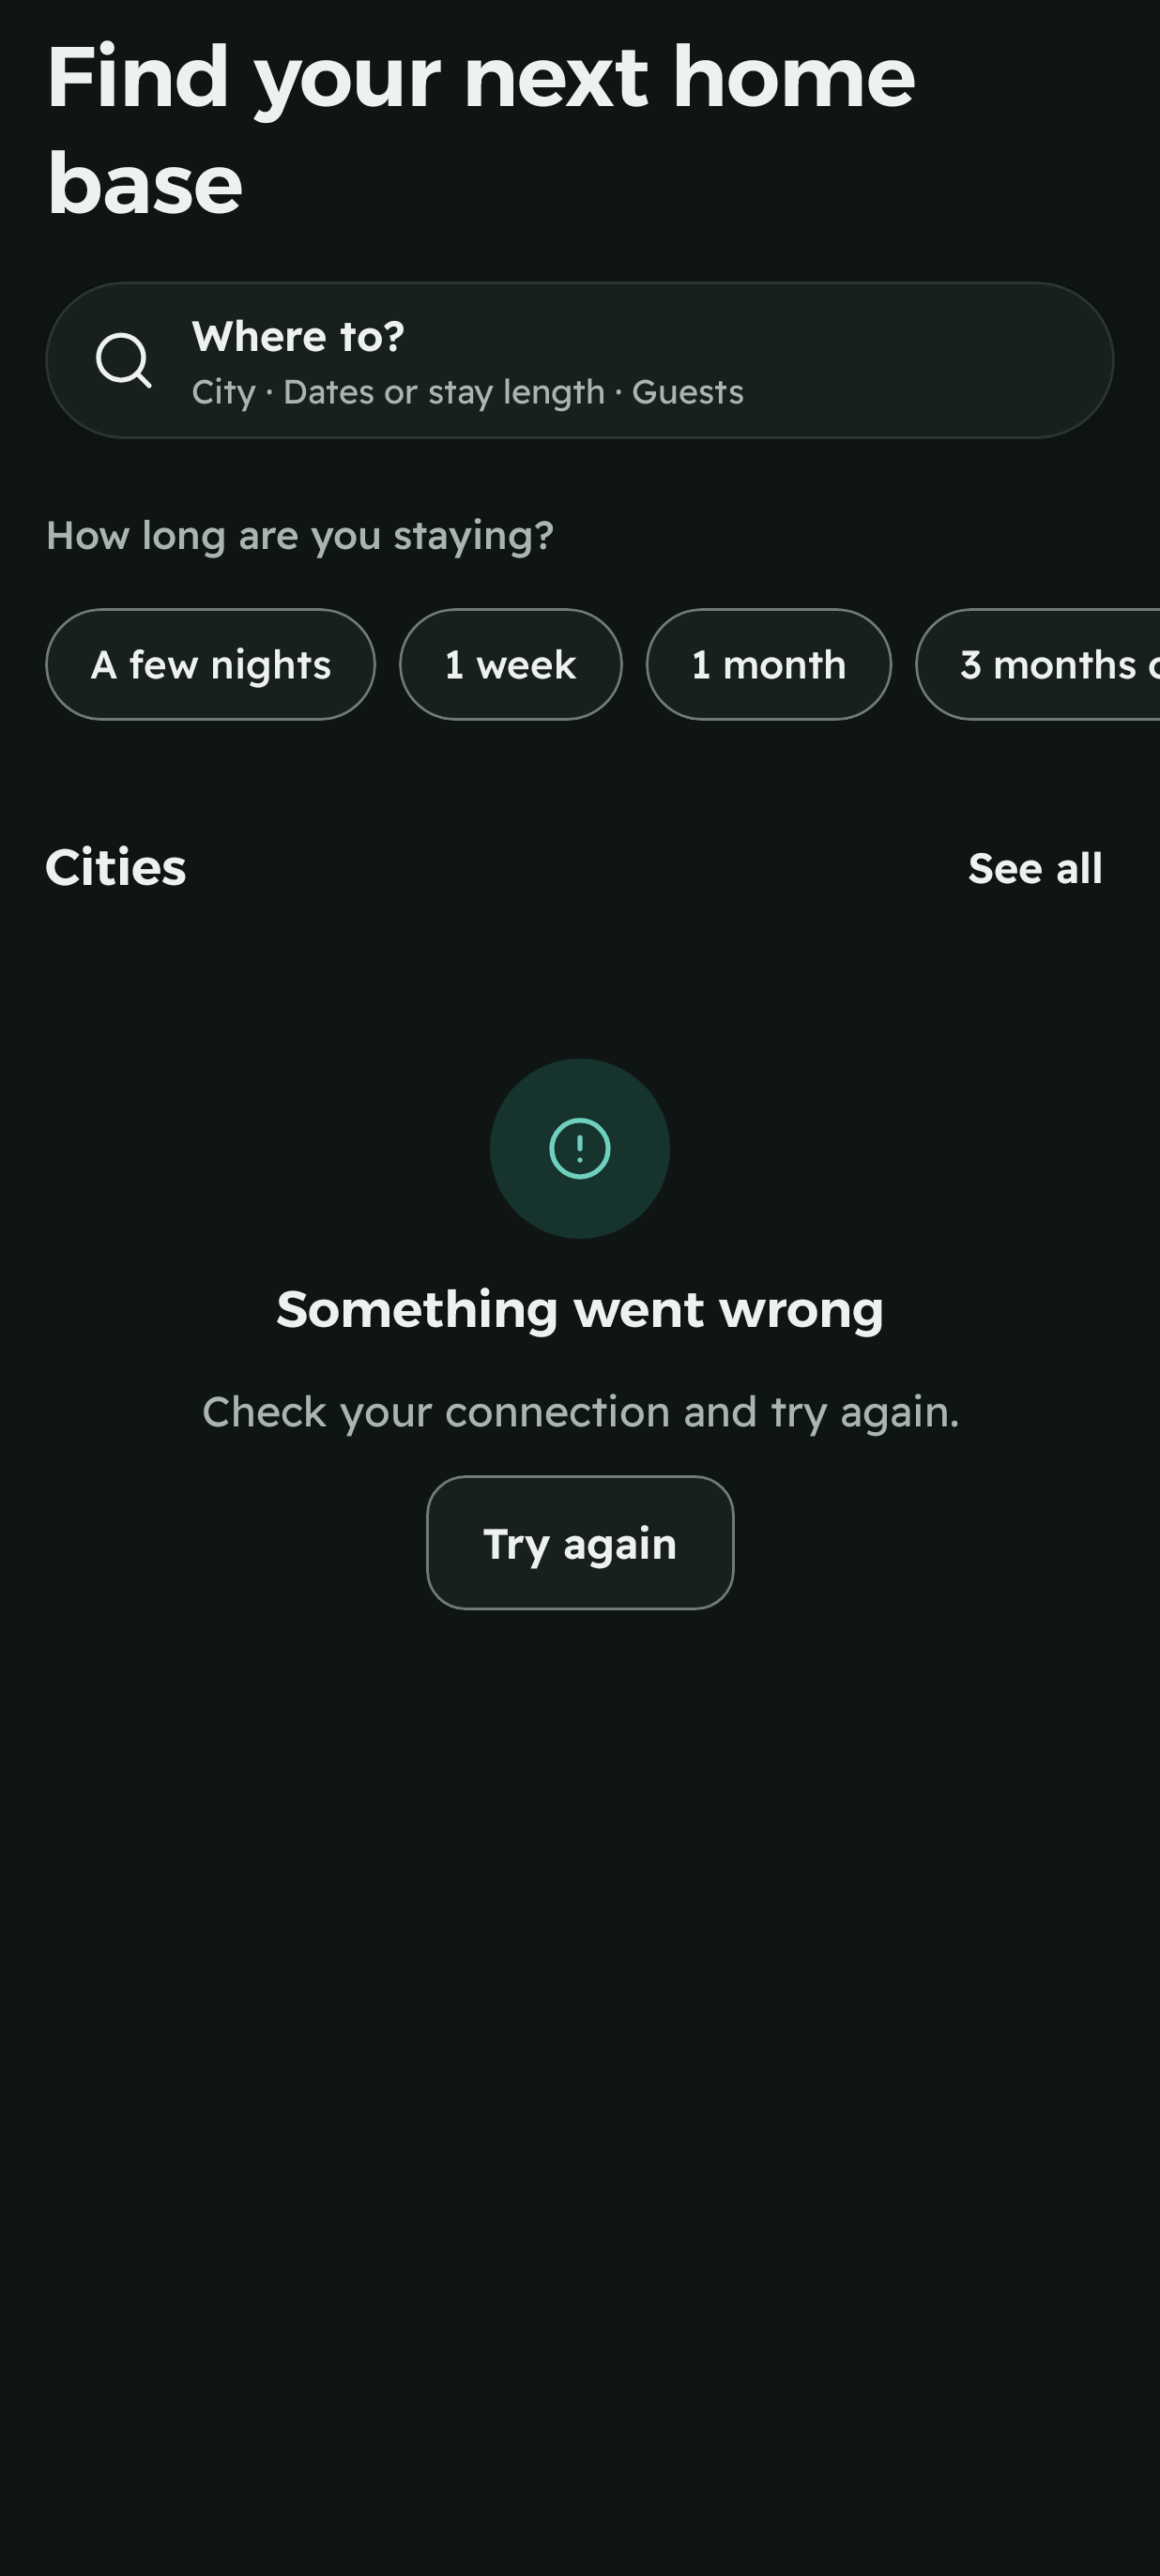 Find your next home
base
Where to?
City · Dates or stay length · Guests
How long are you staying?
A few nights
1 week
1 month
3 months
Cities
See all
Something went wrong
Check your connection and try again.
Try again